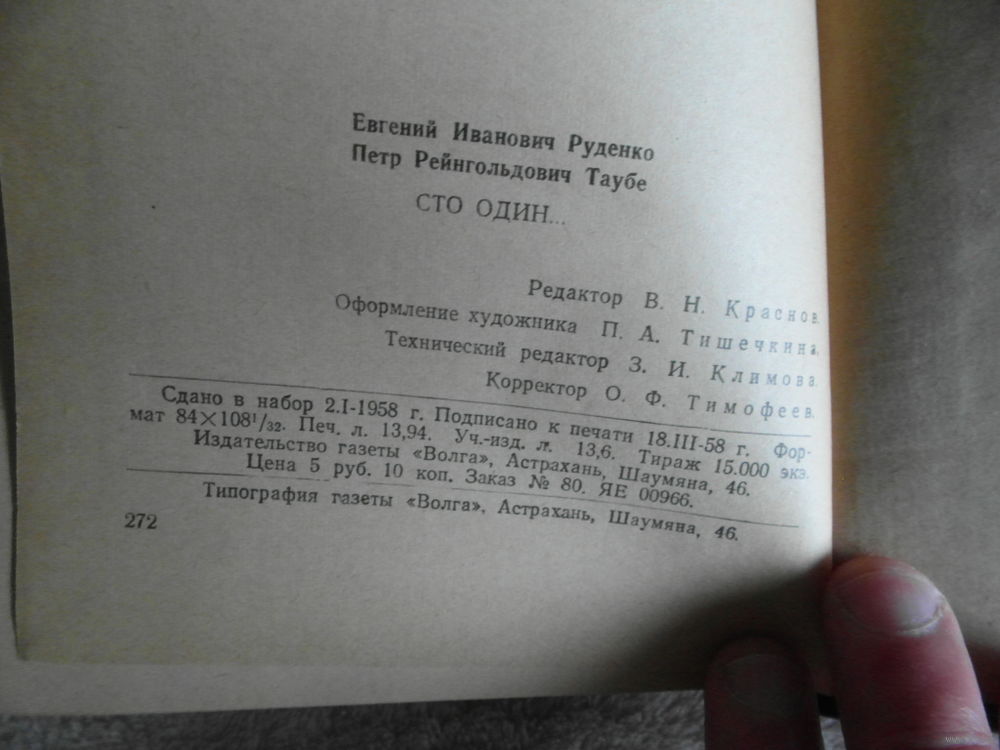 Евгений Иванович Руденко
Петр Рейнгольдович Таубе
СТО ОДИН...
Редактор В. Н. Краснов.
Оформление художника П. А. Тишечкина.
Технический редактор З. И. Климова.
Корректор О. Ф. Тимофеев.
Сдано в набор 2.I-1958 г. Подписано к печати 18.III-58 г. Фор-
мат 84×108¹/₃₂. Печ. л. 13,94. Уч.-изд. л. 13,6. Тираж 15.000 экз.
Издательство газеты «Волга», Астрахань, Шаумяна, 46.
Цена 5 руб. 10 коп. Заказ № 80. ЯЕ 00966.
Типография газеты «Волга», Астрахань, Шаумяна, 46.
272